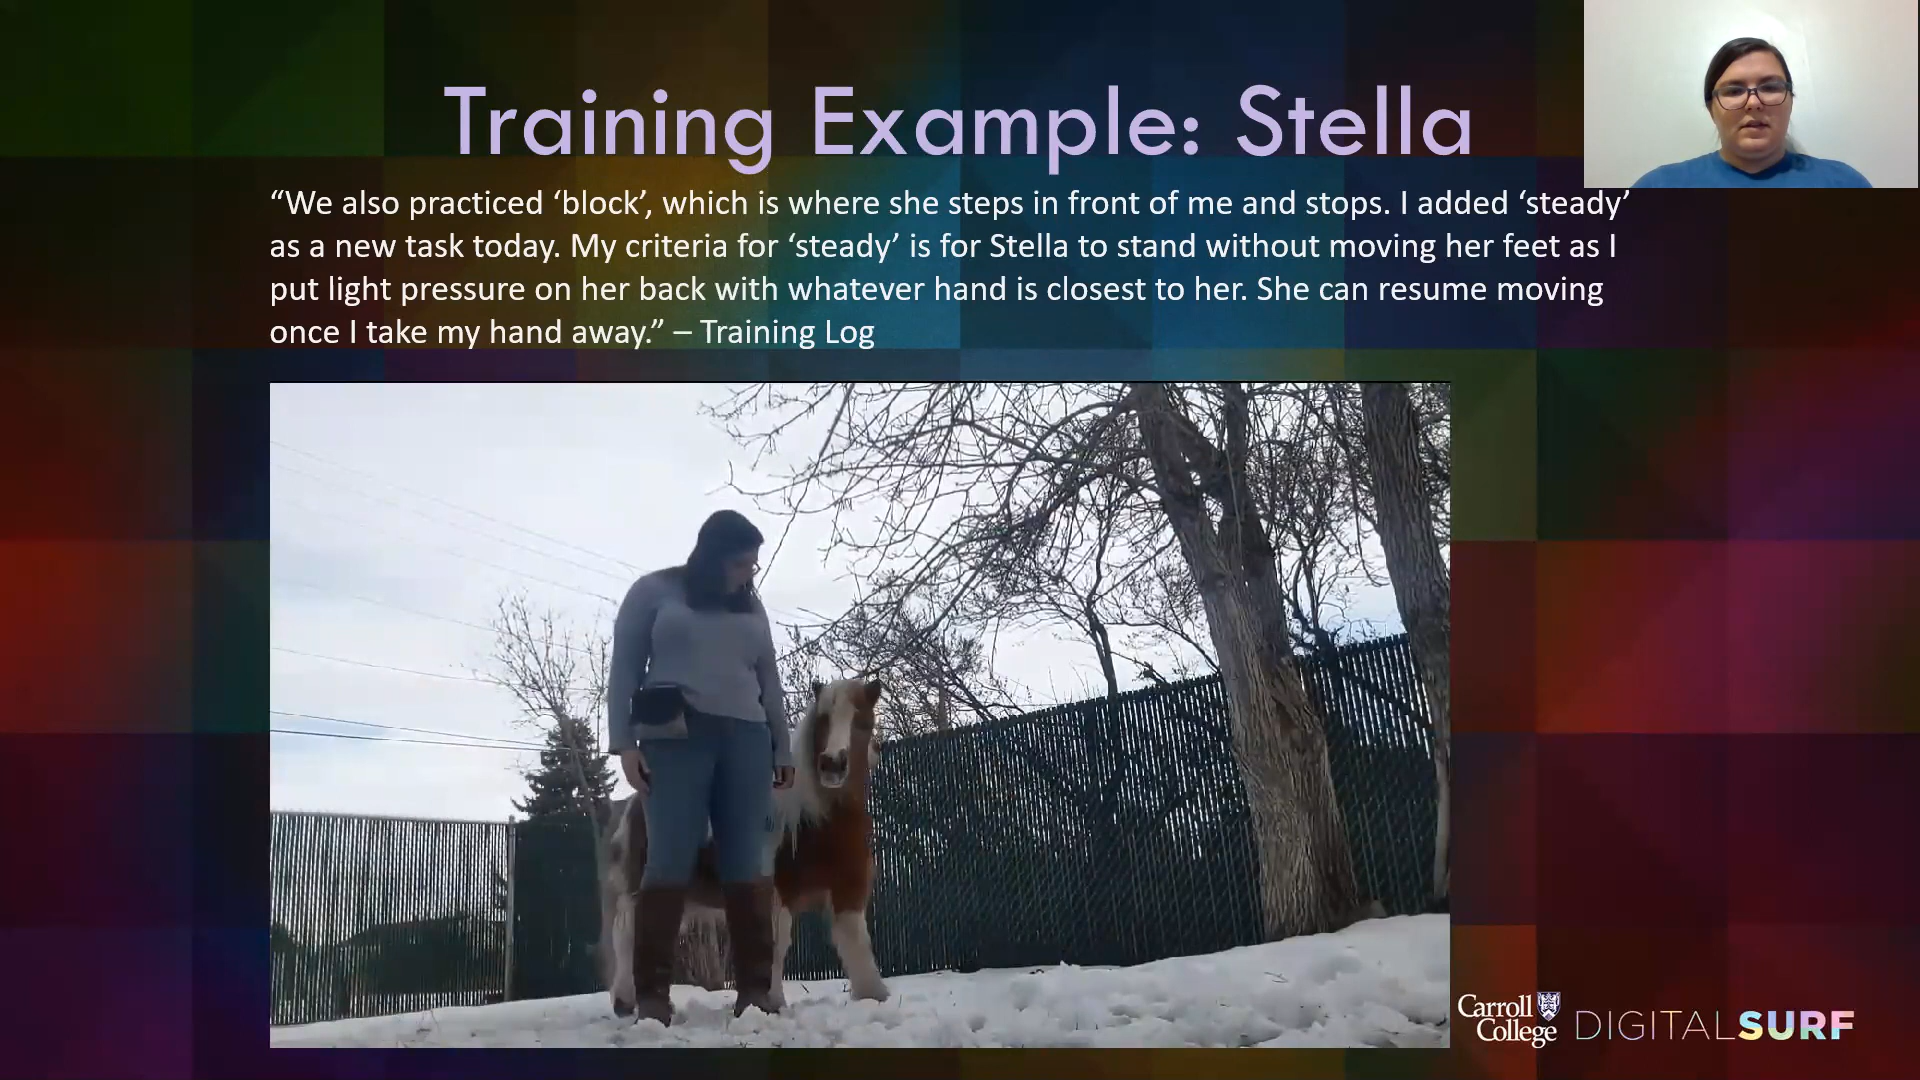 Training Example: Stella
“We also practiced ‘block’, which is where she steps in front of me and stops. I added ‘steady’
as a new task today. My criteria for ‘steady’ is for Stella to stand without moving her feet as I
put light pressure on her back with whatever hand is closest to her. She can resume moving
once I take my hand away.” – Training Log
Carroll
College
DIGITALSURF